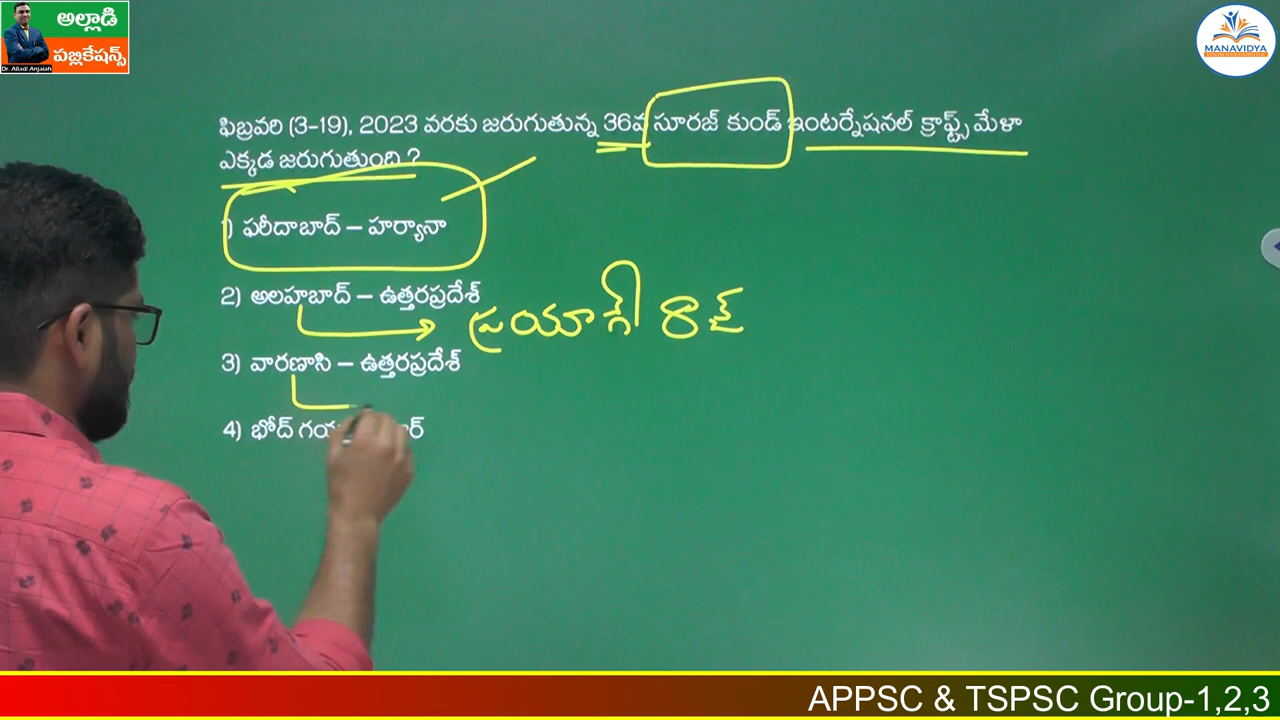 అల్లాడి
పబ్లికేషన్స్
Dr. Alladi Anjaiah
MANAVIDYA
ఫిబ్రవరి (3-19), 2023 వరకు జరుగుతున్న 36వ సూరజ్ కుండ్ ఇంటర్నేషనల్ క్రాఫ్ట్స్ మేళా
ఎక్కడ జరుగుతుంది ?
1) ఫరీదాబాద్ – హర్యానా
2) అలహబాద్ – ఉత్తరప్రదేశ్
ప్రయాగ్ రాజ్
3) వారణాసి – ఉత్తరప్రదేశ్
4) భోద్ గయ
APPSC & TSPSC Group-1,2,3